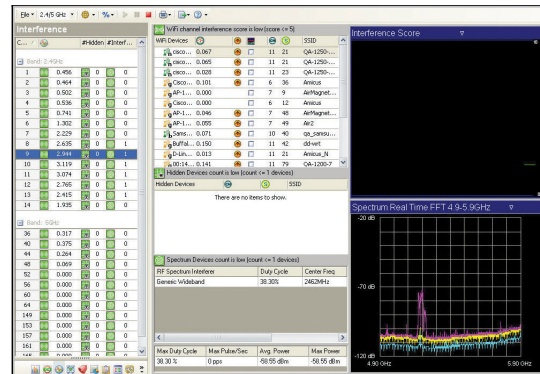 File 2.4/5 GHz %
Interference
C... #Hidden #Interf...
Band: 2.4GHz
1 0.456 0 0
2 0.464 0 0
3 0.502 0 0
4 0.536 0 0
5 0.741 0 0
6 1.302 0 0
7 2.229 0 0
8 2.635 0 1
9 2.944 0 1
10 3.119 0 1
11 3.074 0 1
12 2.765 0 1
13 2.415 0 1
14 1.935 0 0
Band: 5GHz
36 0.317 0 0
40 0.375 0 0
44 0.264 0 0
48 0.069 0 0
52 0.000 0 0
56 0.000 0 0
60 0.000 0 0
64 0.000 0 0
149 0.000 0 0
153 0.000 0 0
157 0.000 0 0
161 0.000 0 0
165 0.000 0 0
WiFi channel interference score is low (score <= 5)
WiFi Devices SSID
cisco... 0.067 11 21 QA-1250-...
cisco... 0.065 11 21 QA-1250-...
cisco... 0.028 11 23 QA-1250-...
Cisco... 0.101 6 36 Amicus
AP-1... 0.000 7 9 AirMagnet...
Cisco... 0.000 6 12 Amicus
AP-1... 0.046 7 48 AirMagnet...
AP-1... 0.055 7 49 Air2
Sams... 0.071 10 40 qa_samsu...
Buffal... 0.150 11 42 dd-wrt
D-Lin... 0.013 11 21 Amicus_N
00:14... 0.141 11 79 QA-1200-7
Hidden Devices count is low (count <= 1 devices)
Hidden Devices SSID
There are no items to show.
Spectrum Devices count is low (count <= 1 devices)
RF Spectrum Interferer Duty Cycle Center Freq
Generic Wideband 38.30% 2462MHz
Max Duty Cycle Max Pulse/Sec Avg. Power Max Power
38.30 % 0 pps -58.55 dBm -58.55 dBm
Interference Score
Spectrum Real Time FFT 4.9-5.9GHz
-20 dB
-70 dB
-120 dB
4.90 GHz 5.90 GHz